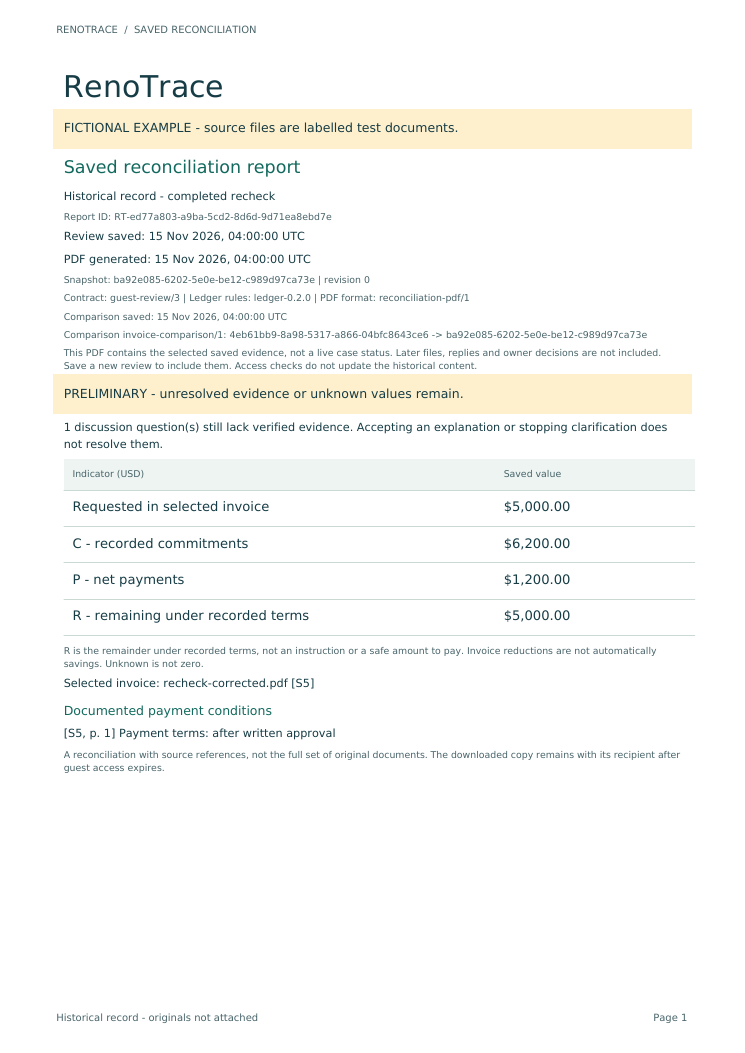 RENOTRACE / SAVED RECONCILIATION
RenoTrace
FICTIONAL EXAMPLE - source files are labelled test documents.
Saved reconciliation report
Historical record - completed recheck
Report ID: RT-ed77a803-a9ba-5cd2-8d6d-9d71ea8ebd7e
Review saved: 15 Nov 2026, 04:00:00 UTC
PDF generated: 15 Nov 2026, 04:00:00 UTC
Snapshot: ba92e085-6202-5e0e-be12-c989d97ca73e | revision 0
Contract: guest-review/3 | Ledger rules: ledger-0.2.0 | PDF format: reconciliation-pdf/1
Comparison saved: 15 Nov 2026, 04:00:00 UTC
Comparison invoice-comparison/1: 4eb61bb9-8a98-5317-a866-04bfc8643ce6 -> ba92e085-6202-5e0e-be12-c989d97ca73e
This PDF contains the selected saved evidence, not a live case status. Later files, replies and owner decisions are not included.
Save a new review to include them. Access checks do not update the historical content.
PRELIMINARY - unresolved evidence or unknown values remain.
1 discussion question(s) still lack verified evidence. Accepting an explanation or stopping clarification does
not resolve them.
Indicator (USD) Saved value
Requested in selected invoice $5,000.00
C - recorded commitments $6,200.00
P - net payments $1,200.00
R - remaining under recorded terms $5,000.00
R is the remainder under recorded terms, not an instruction or a safe amount to pay. Invoice reductions are not automatically
savings. Unknown is not zero.
Selected invoice: recheck-corrected.pdf [S5]
Documented payment conditions
[S5, p. 1] Payment terms: after written approval
A reconciliation with source references, not the full set of original documents. The downloaded copy remains with its recipient after
guest access expires.
Historical record - originals not attached Page 1